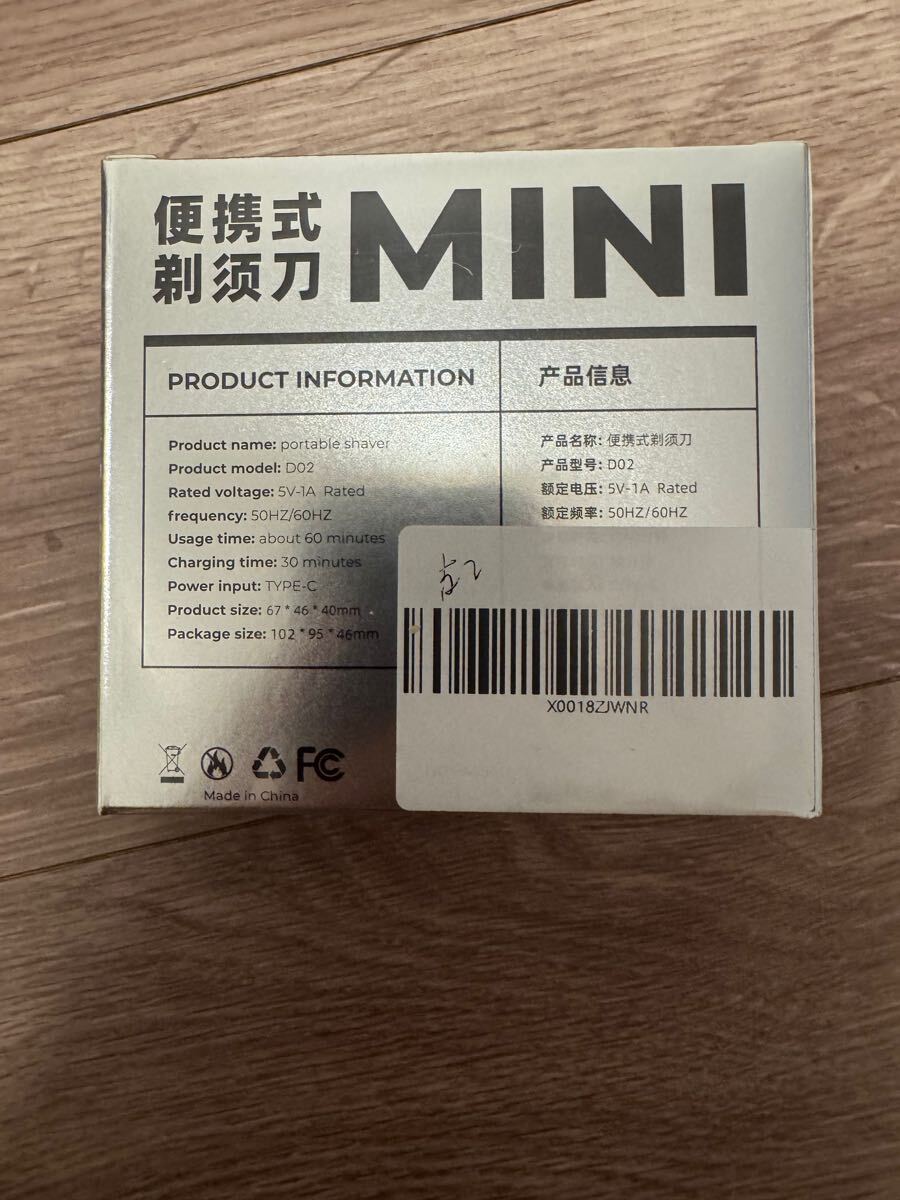 便携式
剃须刀
MINI
PRODUCT INFORMATION
Product name: portable shaver
Product model: D02
Rated voltage: 5V-1A Rated
frequency: 50HZ/60HZ
Usage time: about 60 minutes
Charging time: 30 minutes
Power input: TYPE-C
Product size: 67*46*40mm
Package size: 102*95*46mm
产品信息
产品名称: 便携式剃须刀
产品型号: D02
额定电压: 5V-1A Rated
额定频率: 50HZ/60HZ
X0018ZJWNR
FC
Made in China